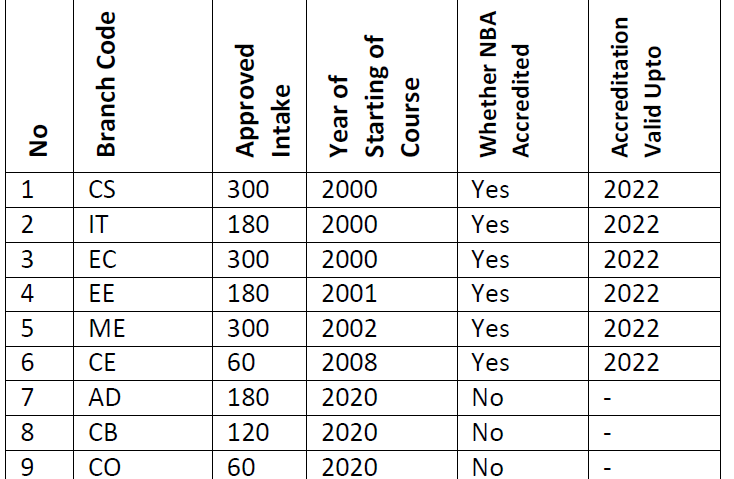 No Branch Code Approved Intake Year of Starting of Course Whether NBA Accredited Accreditation Valid Upto
1 CS 300 2000 Yes 2022
2 IT 180 2000 Yes 2022
3 EC 300 2000 Yes 2022
4 EE 180 2001 Yes 2022
5 ME 300 2002 Yes 2022
6 CE 60 2008 Yes 2022
7 AD 180 2020 No -
8 CB 120 2020 No -
9 CO 60 2020 No -